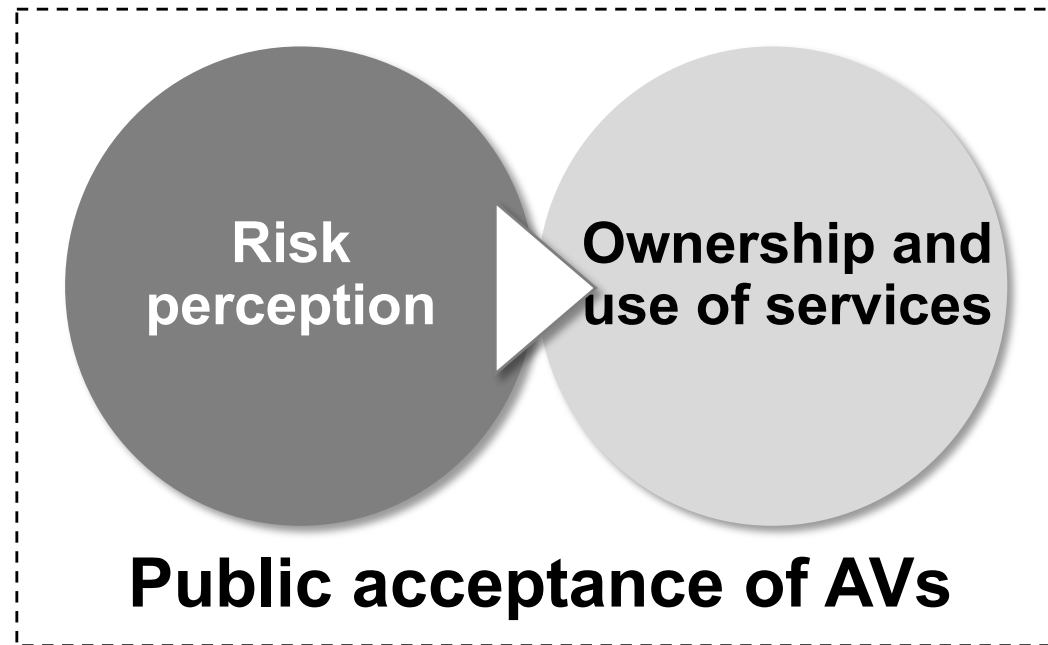 Risk
perception
Ownership and
use of services
Public acceptance of AVs